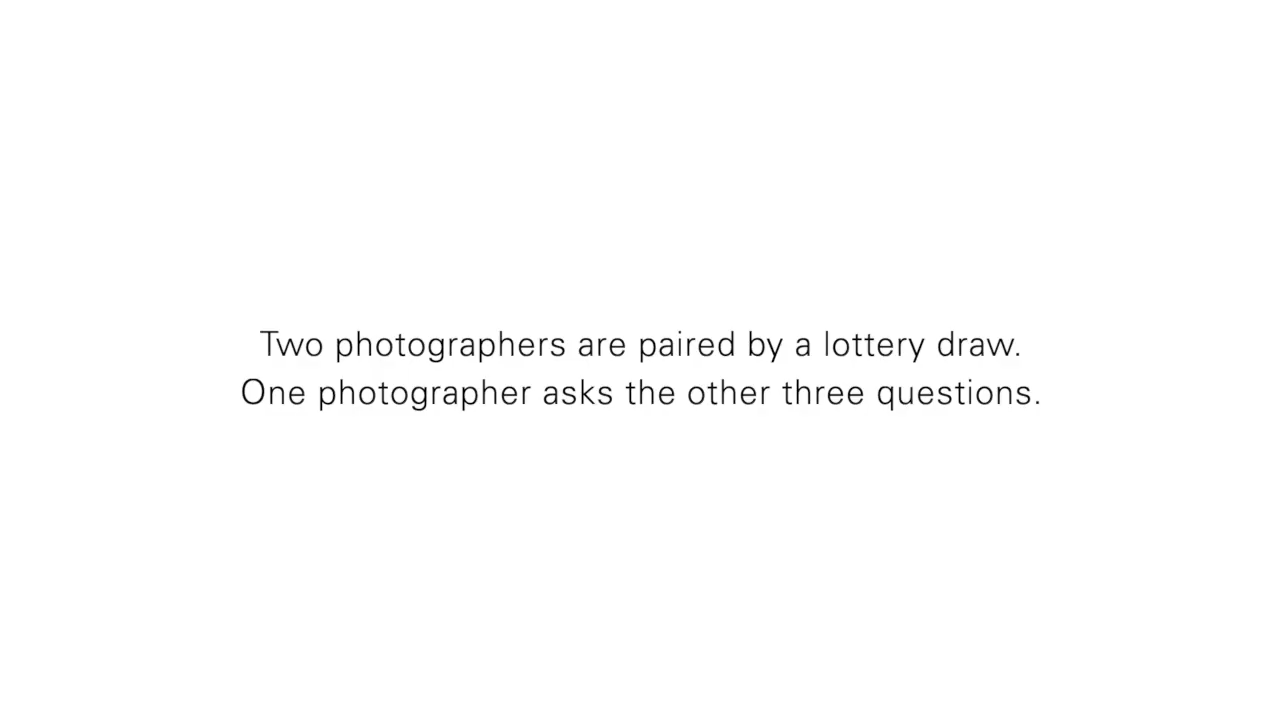 Two photographers are paired by a lottery draw.
One photographer asks the other three questions.